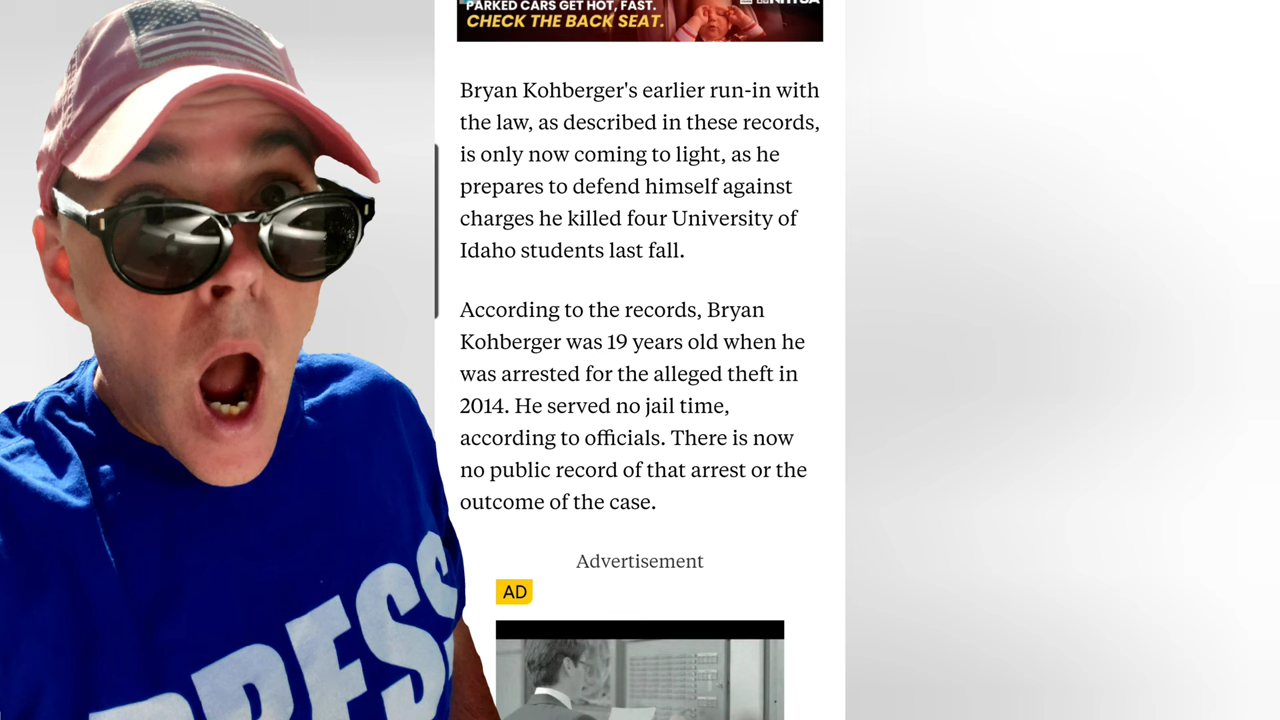 PARKED CARS GET HOT, FAST.
CHECK THE BACK SEAT.
NHTSA
Bryan Kohberger's earlier run-in with
the law, as described in these records,
is only now coming to light, as he
prepares to defend himself against
charges he killed four University of
Idaho students last fall.
According to the records, Bryan
Kohberger was 19 years old when he
was arrested for the alleged theft in
2014. He served no jail time,
according to officials. There is now
no public record of that arrest or the
outcome of the case.
Advertisement
AD
PRESS